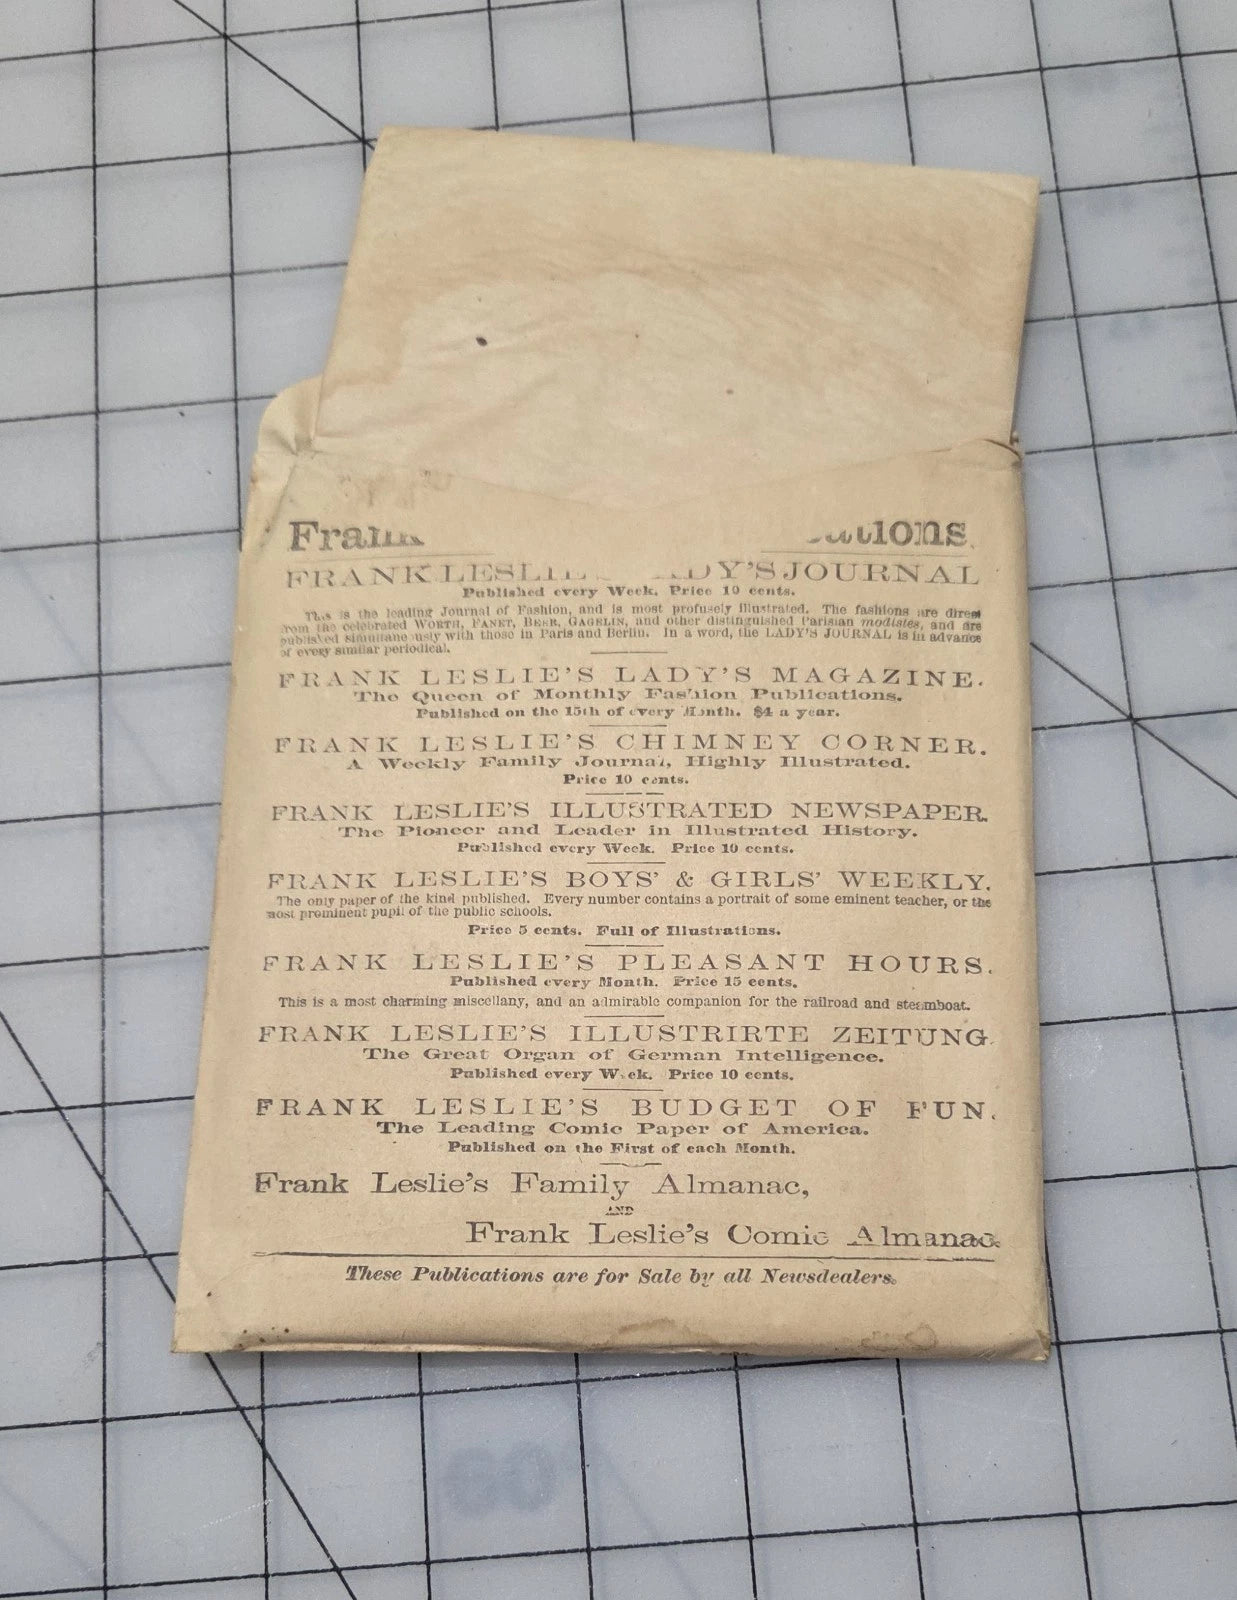 Frank
FRANK LESLIE'S LADY'S JOURNAL
Published every Week. Price 10 cents.
This is the leading Journal of Fashion, and is most profusely illustrated. The fashions are direct
from the celebrated WORTH, FANET, BEER, GAGELIN, and other distinguished Parisian modistes, and are
published simultaneously with those in Paris and Berlin. In a word, the LADY'S JOURNAL is in advance
of every similar periodical.
FRANK LESLIE'S LADY'S MAGAZINE.
The Queen of Monthly Fashion Publications.
Published on the 15th of every Month. $4 a year.
FRANK LESLIE'S CHIMNEY CORNER.
A Weekly Family Journal, Highly Illustrated.
Price 10 cents.
FRANK LESLIE'S ILLUSTRATED NEWSPAPER.
The Pioneer and Leader in Illustrated History.
Published every Week. Price 10 cents.
FRANK LESLIE'S BOYS' & GIRLS' WEEKLY.
The only paper of the kind published. Every number contains a portrait of some eminent teacher, or the
most prominent pupil of the public schools.
Price 5 cents. Full of Illustrations.
FRANK LESLIE'S PLEASANT HOURS.
Published every Month. Price 15 cents.
This is a most charming miscellany, and an admirable companion for the railroad and steamboat.
FRANK LESLIE'S ILLUSTRIRTE ZEITUNG.
The Great Organ of German Intelligence.
Published every Week. Price 10 cents.
FRANK LESLIE'S BUDGET OF FUN.
The Leading Comic Paper of America.
Published on the First of each Month.
Frank Leslie's Family Almanac,
AND
Frank Leslie's Comic Almanac.
These Publications are for Sale by all Newsdealers.